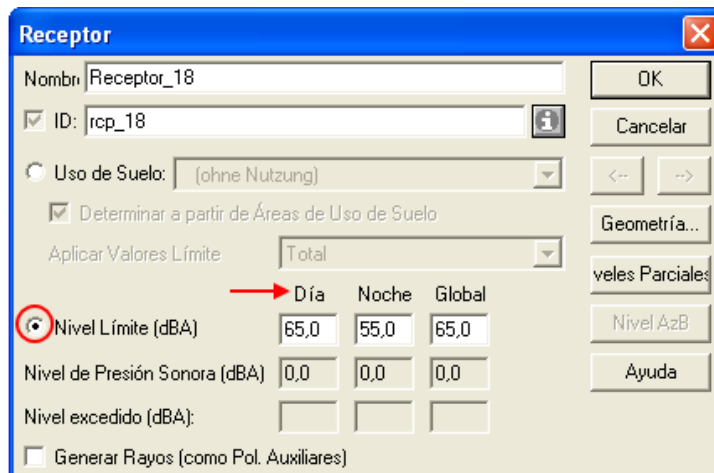 Receptor
Nombr Receptor_18
OK
ID: rcp_18
Cancelar
Uso de Suelo: (ohne Nutzung)
<-- -->
Determinar a partir de Áreas de Uso de Suelo
Geometría...
Aplicar Valores Límite Total
veles Parciales
Día Noche Global
Nivel Límite (dBA) 65,0 55,0 65,0
Nivel AzB
Nivel de Presión Sonora (dBA) 0,0 0,0 0,0
Ayuda
Nivel excedido (dBA):
Generar Rayos (como Pol. Auxiliares)